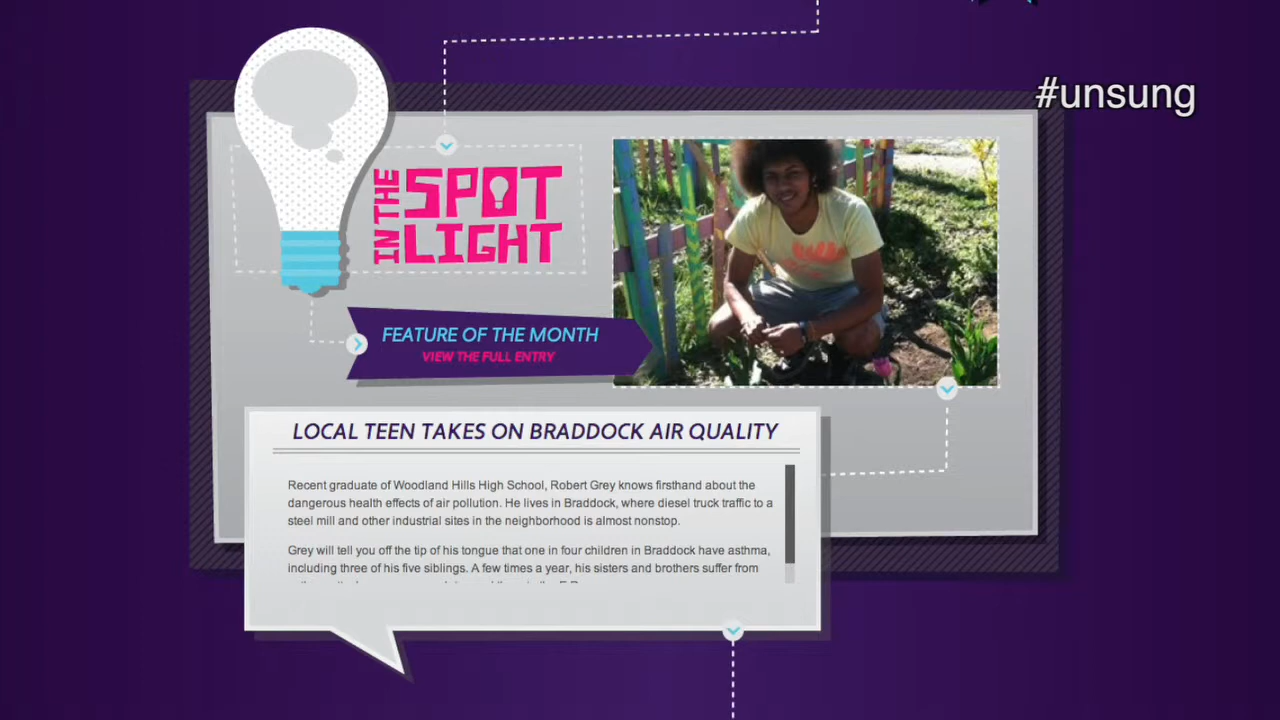 #unsung
IN THE
SPOT
LIGHT
FEATURE OF THE MONTH
VIEW THE FULL ENTRY
LOCAL TEEN TAKES ON BRADDOCK AIR QUALITY
Recent graduate of Woodland Hills High School, Robert Grey knows firsthand about the
dangerous health effects of air pollution. He lives in Braddock, where diesel truck traffic to a
steel mill and other industrial sites in the neighborhood is almost nonstop.
Grey will tell you off the tip of his tongue that one in four children in Braddock have asthma,
including three of his five siblings. A few times a year, his sisters and brothers suffer from